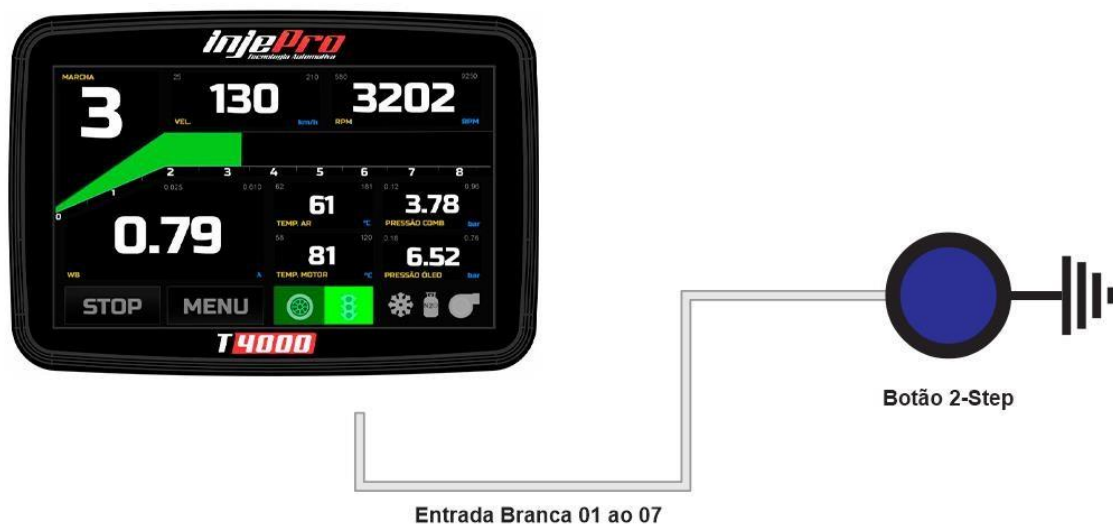 injePro
Tecnologia Automotiva
MARCHA
3
25 210
130
VEL. km/h
580 9250
3202
RPM RPM
0 1 2 3 4 5 6 7 8
0.025 0.610
0.79
WB λ
62 181
61
TEMP. AR °C
0.12 0.96
3.78
PRESSÃO COMB bar
58 120
81
TEMP. MOTOR °C
0.18 0.76
6.52
PRESSÃO ÓLEO bar
STOP MENU
T4000
Botão 2-Step
Entrada Branca 01 ao 07